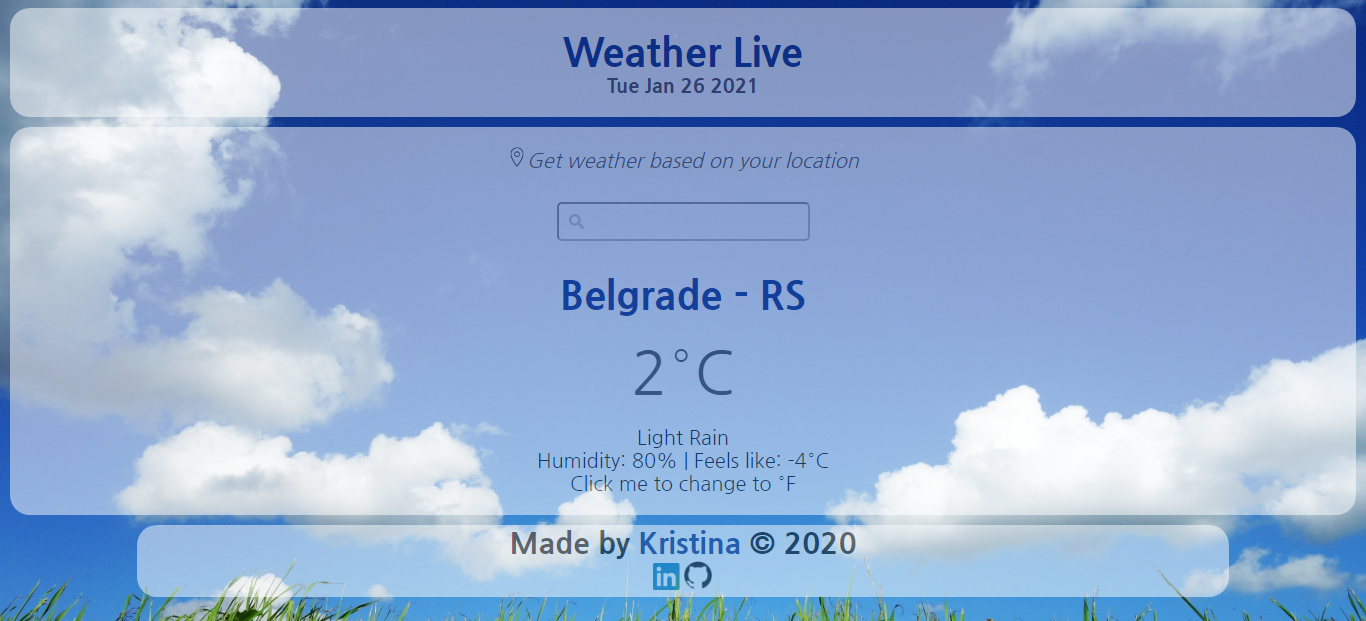 Weather Live
Tue Jan 26 2021
Get weather based on your location
Belgrade - RS
2°C
Light Rain
Humidity: 80% | Feels like: -4°C
Click me to change to °F
Made by Kristina © 2020
in